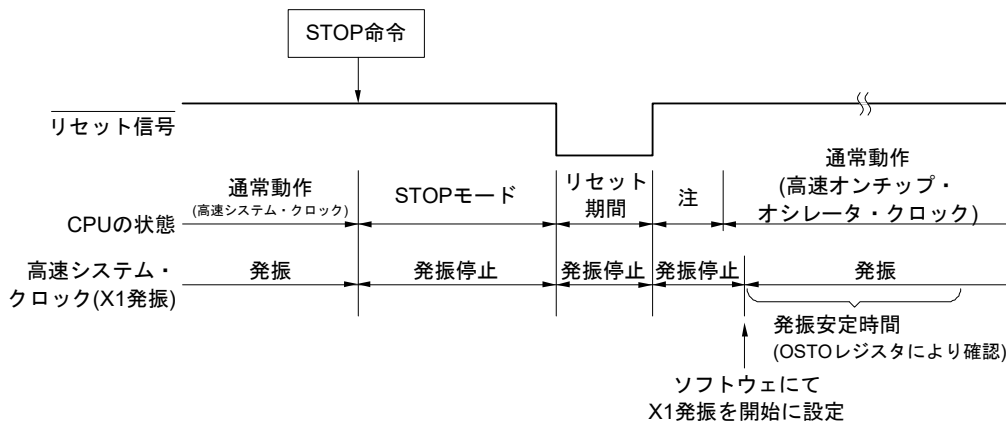 STOP命令
リセット信号
通常動作
(高速システム・クロック)
STOPモード
リセット
期間
注
通常動作
(高速オンチップ・
オシレータ・クロック)
CPUの状態
高速システム・
クロック(X1発振)
発振
発振停止
発振停止
発振停止
発振
発振安定時間
(OSTOレジスタにより確認)
ソフトウェにて
X1発振を開始に設定